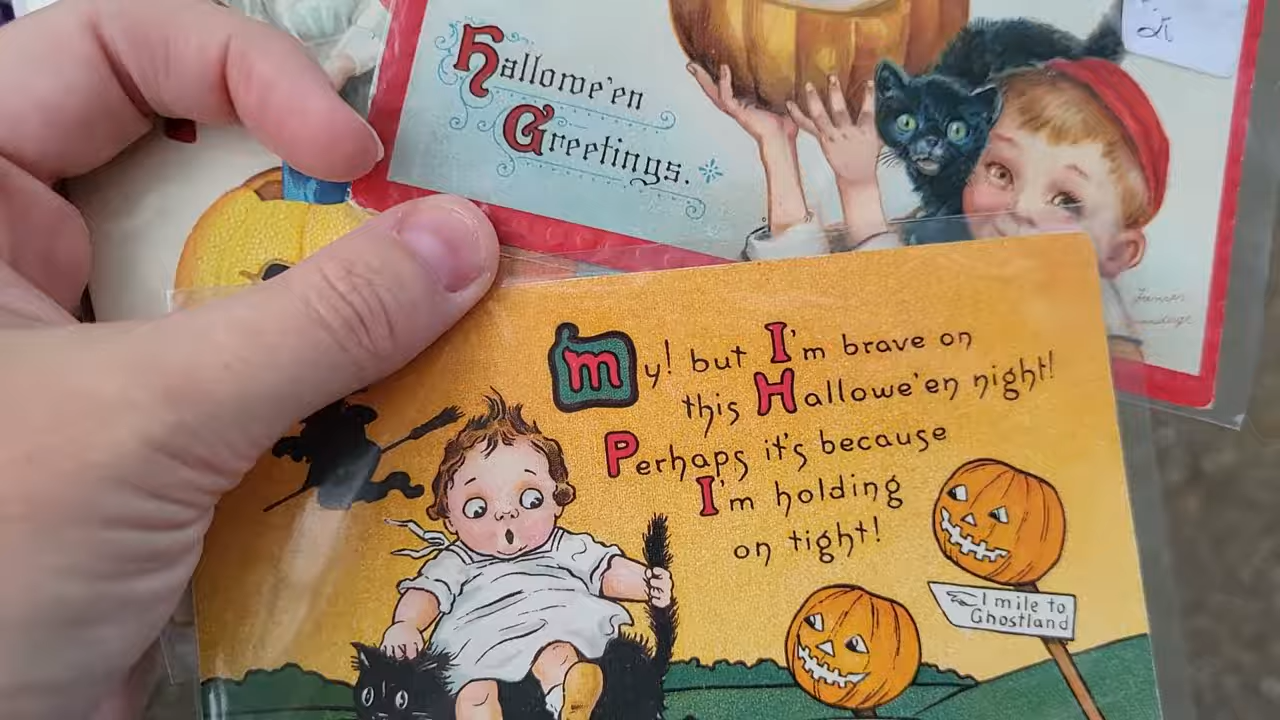 Hallowe'en
Greetings.
My! but I'm brave on
this Hallowe'en night!
Perhaps it's because
I'm holding
on tight!
1 mile to
Ghostland